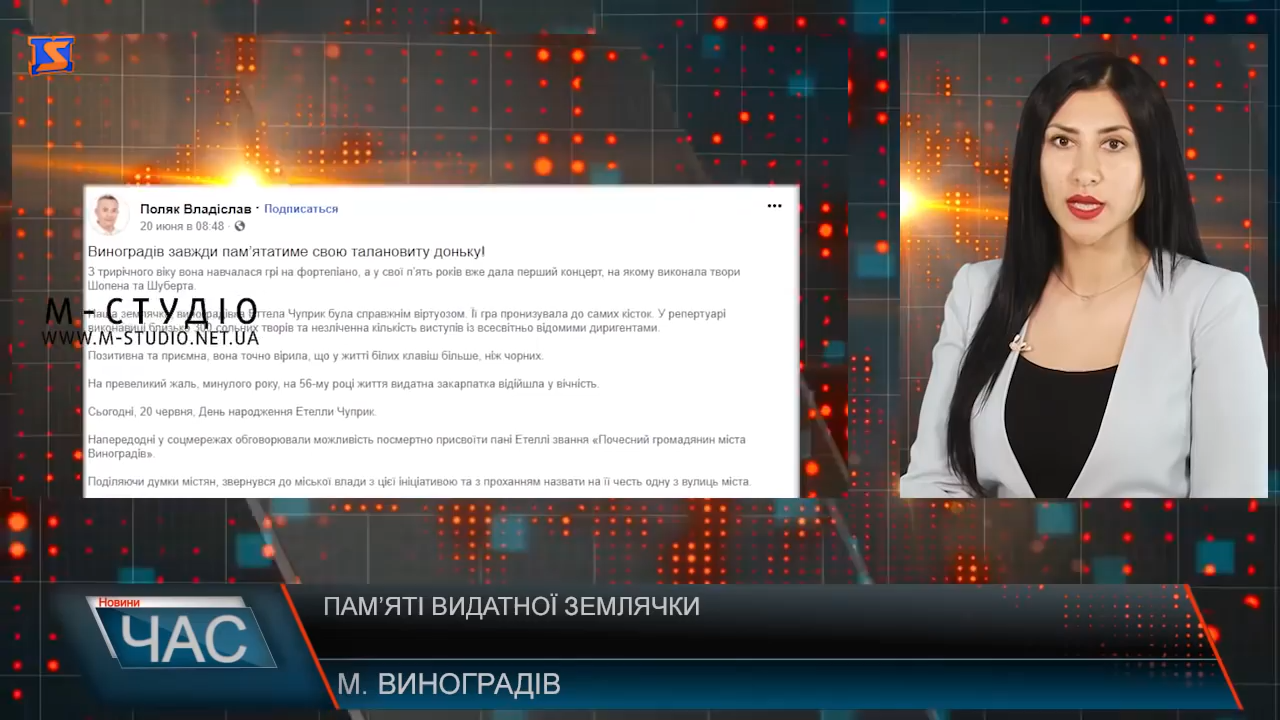 Поляк Владіслав · Подписаться
20 июня в 08:48 ·
Виноградів завжди пам'ятатиме свою талановиту доньку!
З трирічного віку вона навчалася грі на фортепіано, а у свої п'ять років вже дала перший концерт, на якому виконала твори
Шопена та Шуберта.
М-СТУДІО
WWW.M-STUDIO.NET.UA
Наша землячка, виноградівка Еттела Чуприк була справжнім віртуозом. Її гра пронизувала до самих кісток. У репертуарі
виконавиці близько 300 сольних творів та незліченна кількість виступів із всесвітньо відомими диригентами.
Позитивна та приємна, вона точно вірила, що у житті білих клавіш більше, ніж чорних.
На превеликий жаль, минулого року, на 56-му році життя видатна закарпатка відійшла у вічність.
Сьогодні, 20 червня, День народження Етелли Чуприк.
Напередодні у соцмережах обговорювали можливість посмертно присвоїти пані Етеллі звання «Почесний громадянин міста
Виноградів».
Поділяючи думки містян, звернувся до міської влади з цієї ініціативою та з проханням назвати на її честь одну з вулиць міста.
Новини
ЧАС
ПАМ'ЯТІ ВИДАТНОЇ ЗЕМЛЯЧКИ
М. ВИНОГРАДІВ